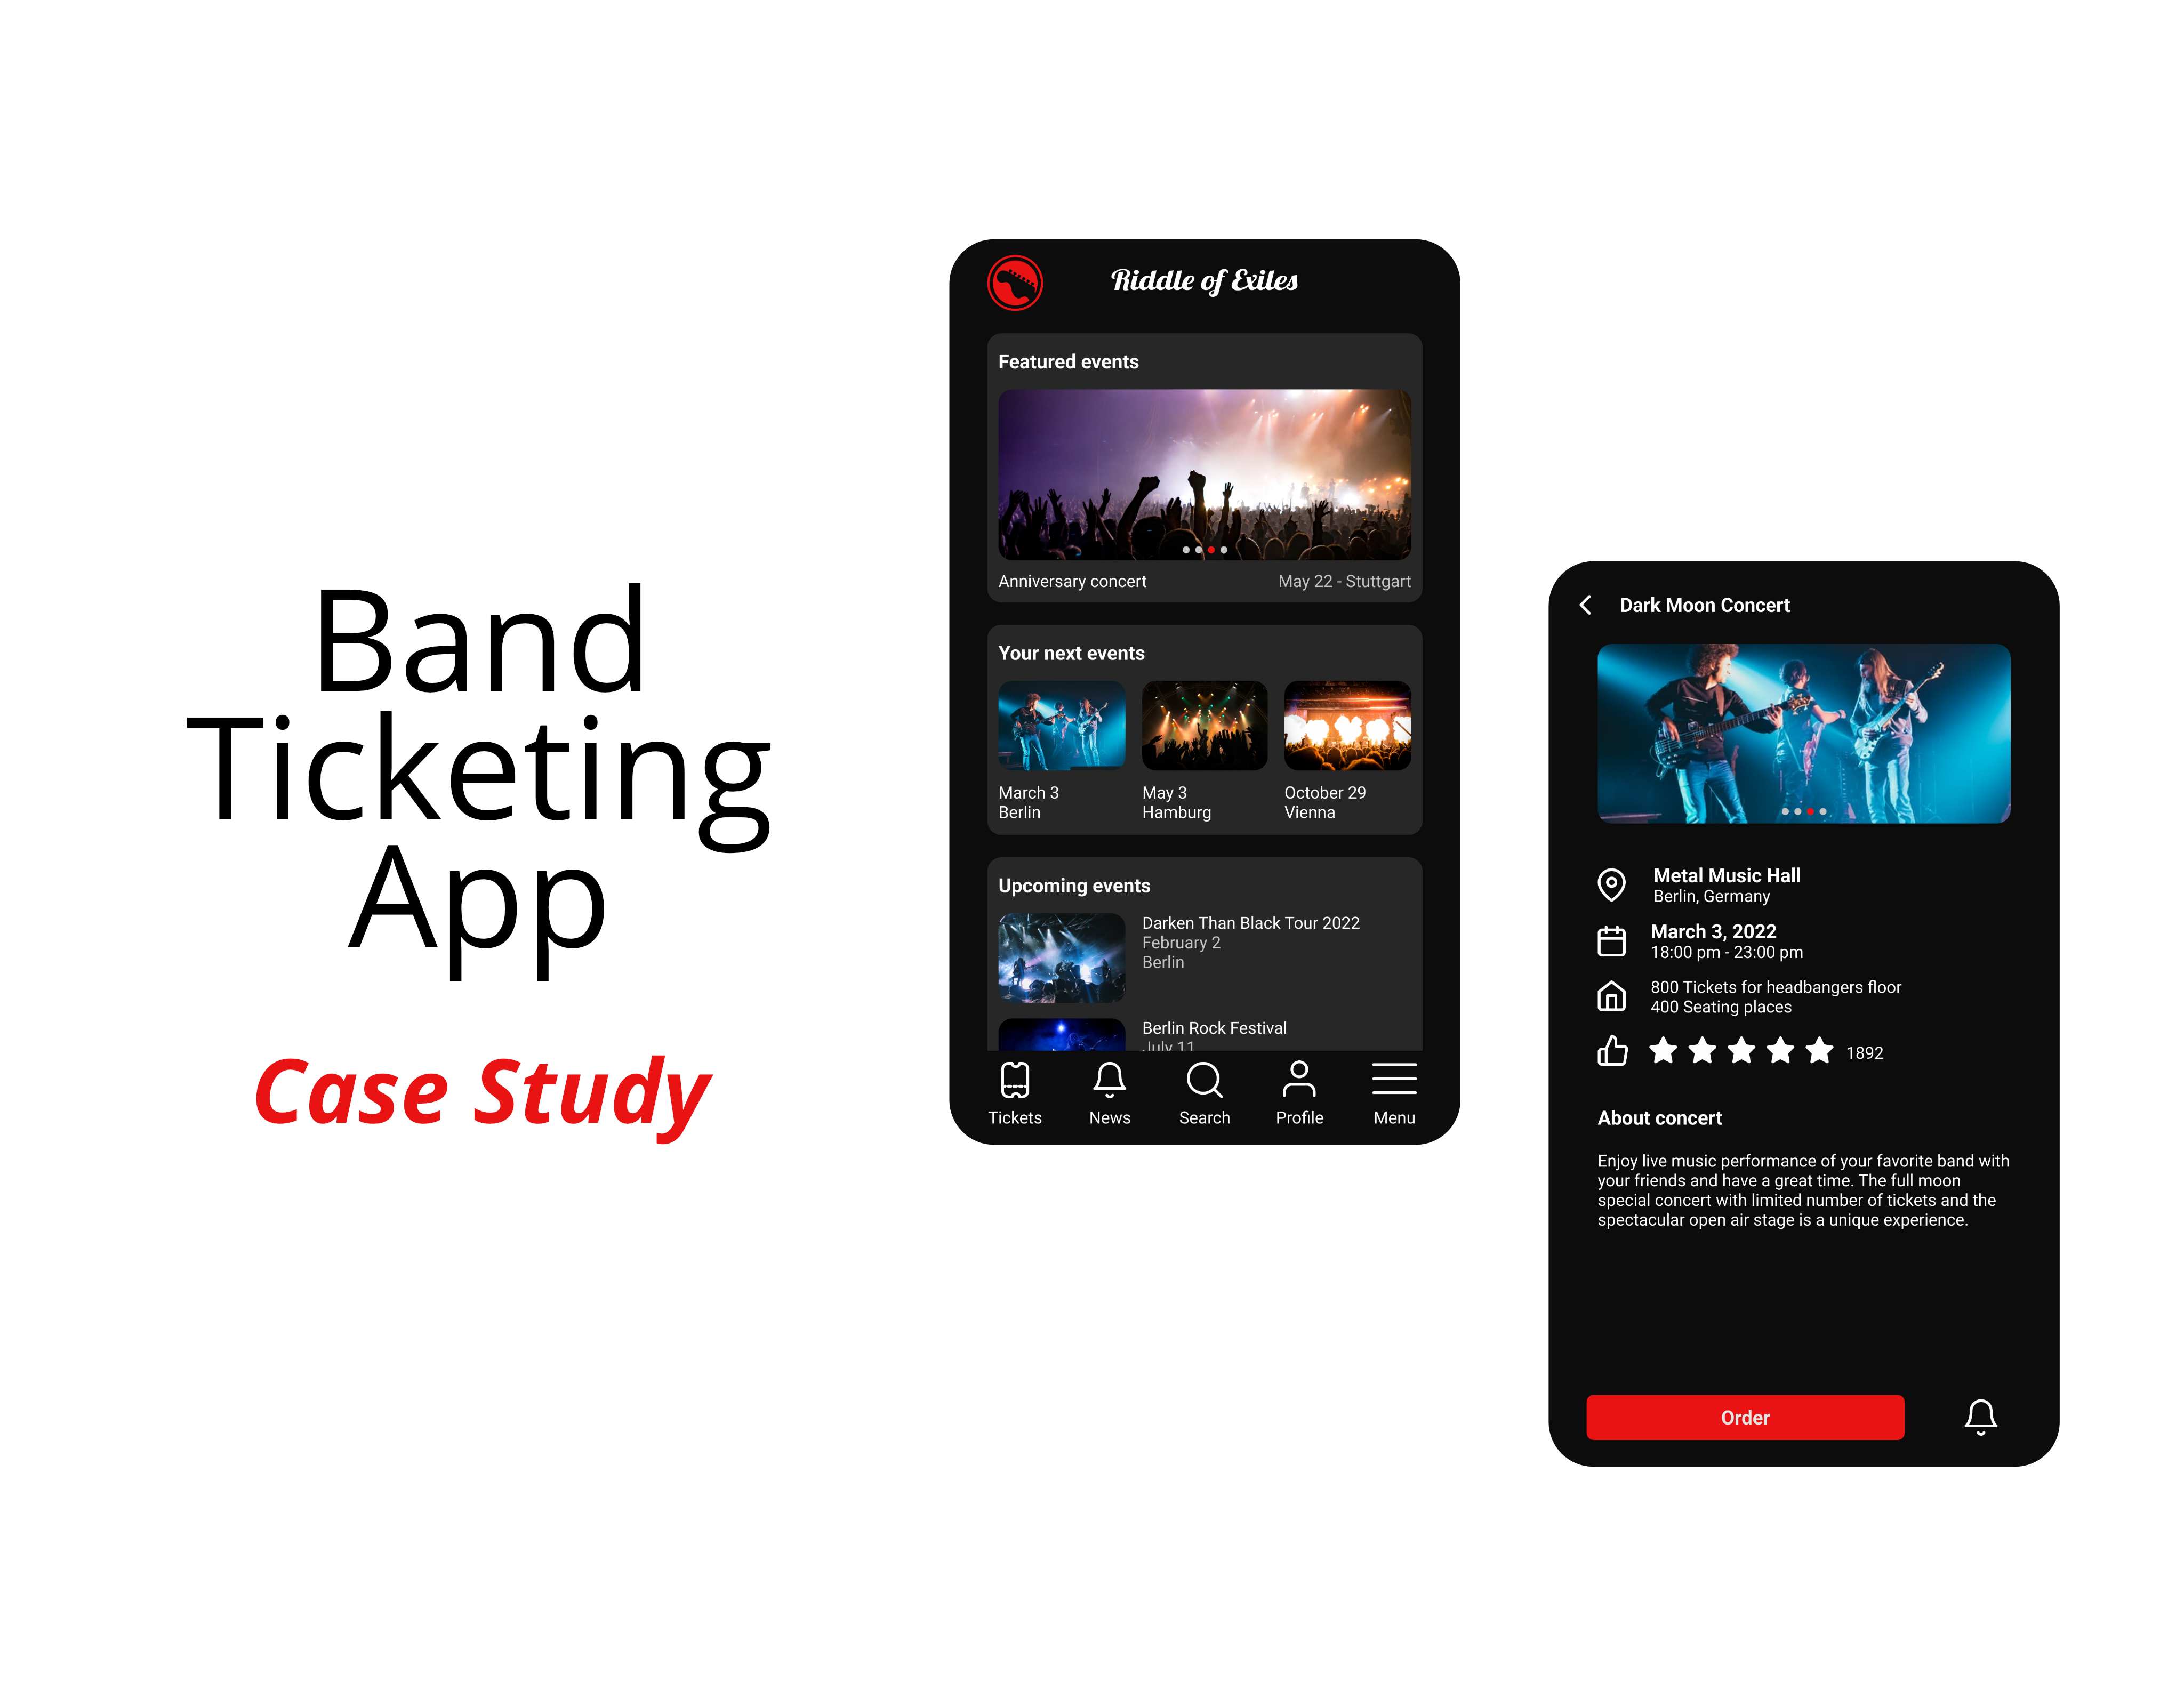 Band
Ticketing
App
Case Study
Riddle of Exiles
Featured events
Anniversary concert
May 22 - Stuttgart
Your next events
March 3
Berlin
May 3
Hamburg
October 29
Vienna
Upcoming events
Darken Than Black Tour 2022
February 2
Berlin
Berlin Rock Festival
July 11
Tickets
News
Search
Profile
Menu
Dark Moon Concert
Metal Music Hall
Berlin, Germany
March 3, 2022
18:00 pm - 23:00 pm
800 Tickets for headbangers floor
400 Seating places
1892
About concert
Enjoy live music performance of your favorite band with
your friends and have a great time. The full moon
special concert with limited number of tickets and the
spectacular open air stage is a unique experience.
Order